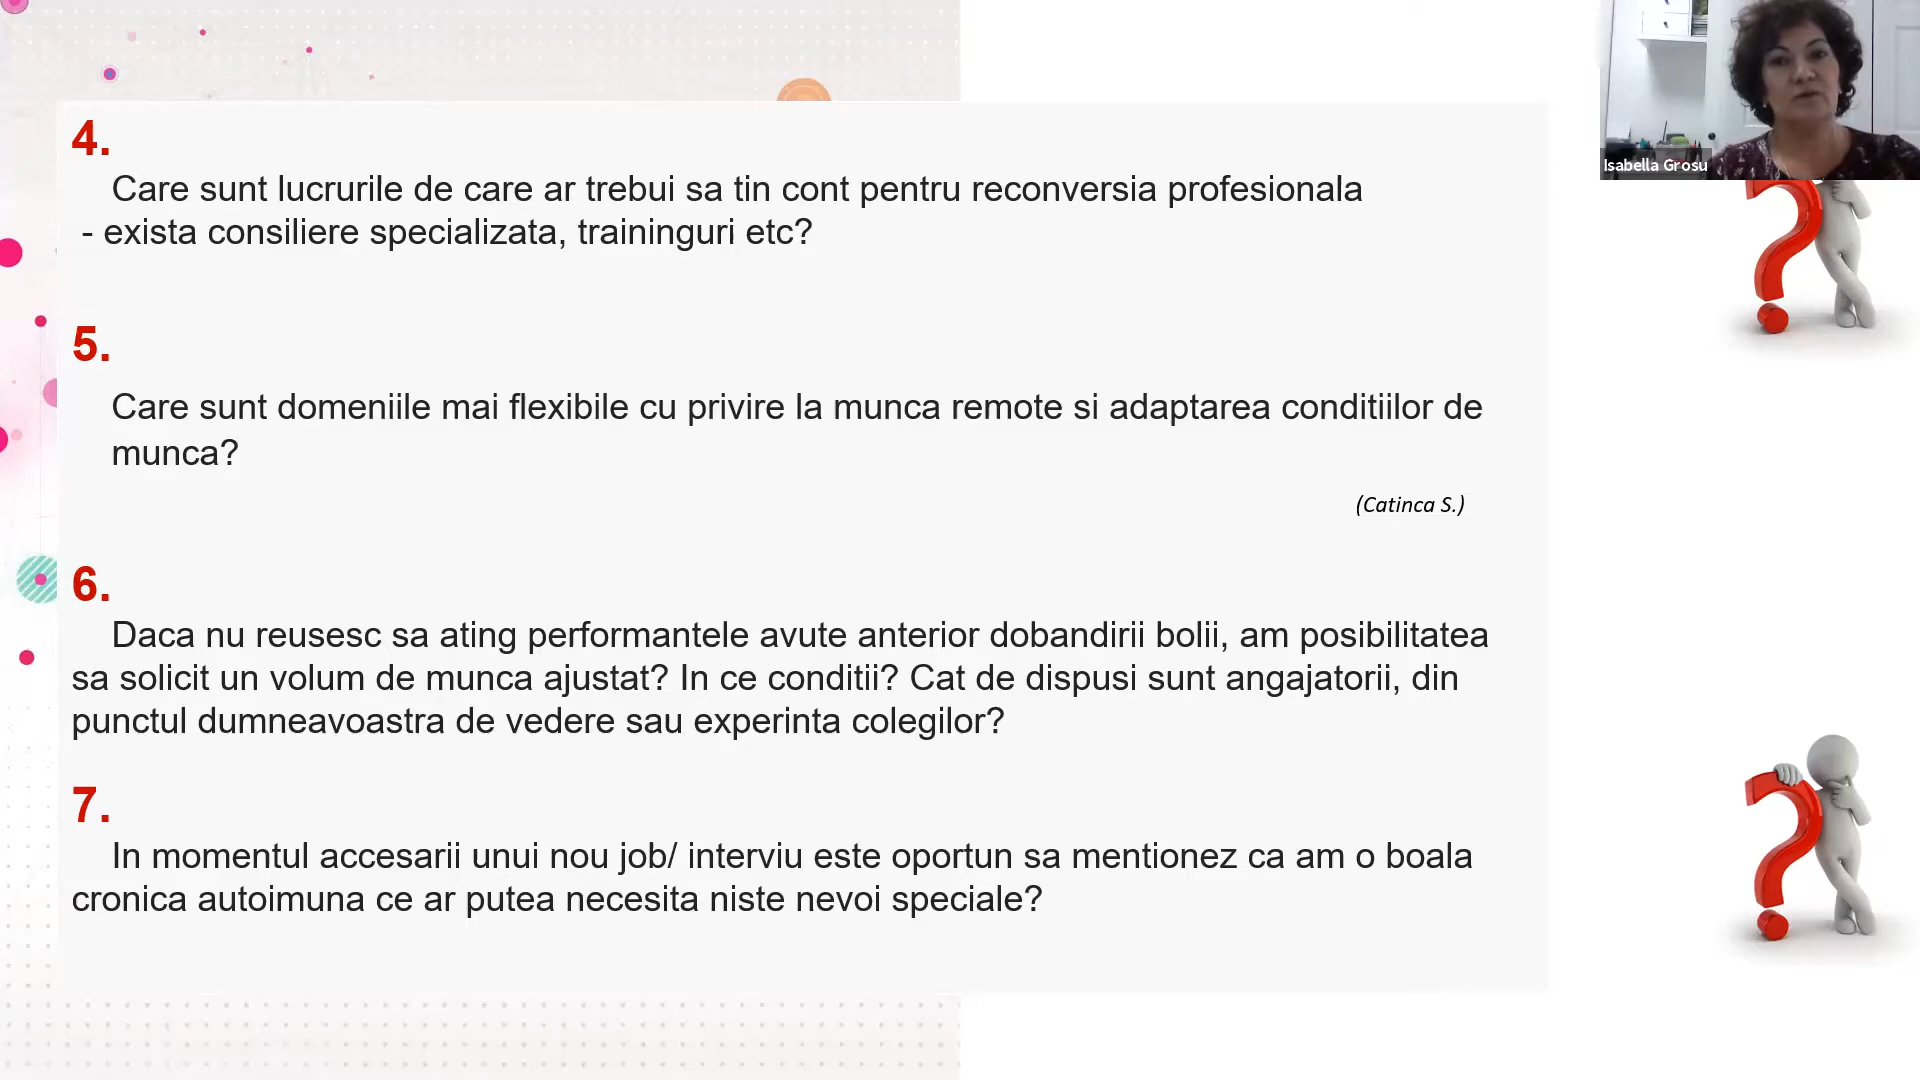 Isabella Grosu
4.
Care sunt lucrurile de care ar trebui sa tin cont pentru reconversia profesionala
- exista consiliere specializata, traininguri etc?
5.
Care sunt domeniile mai flexibile cu privire la munca remote si adaptarea conditiilor de
munca?
(Catinca S.)
6.
Daca nu reusesc sa ating performantele avute anterior dobandirii bolii, am posibilitatea
sa solicit un volum de munca ajustat? In ce conditii? Cat de dispusi sunt angajatorii, din
punctul dumneavoastra de vedere sau experinta colegilor?
7.
In momentul accesarii unui nou job/ interviu este oportun sa mentionez ca am o boala
cronica autoimuna ce ar putea necesita niste nevoi speciale?